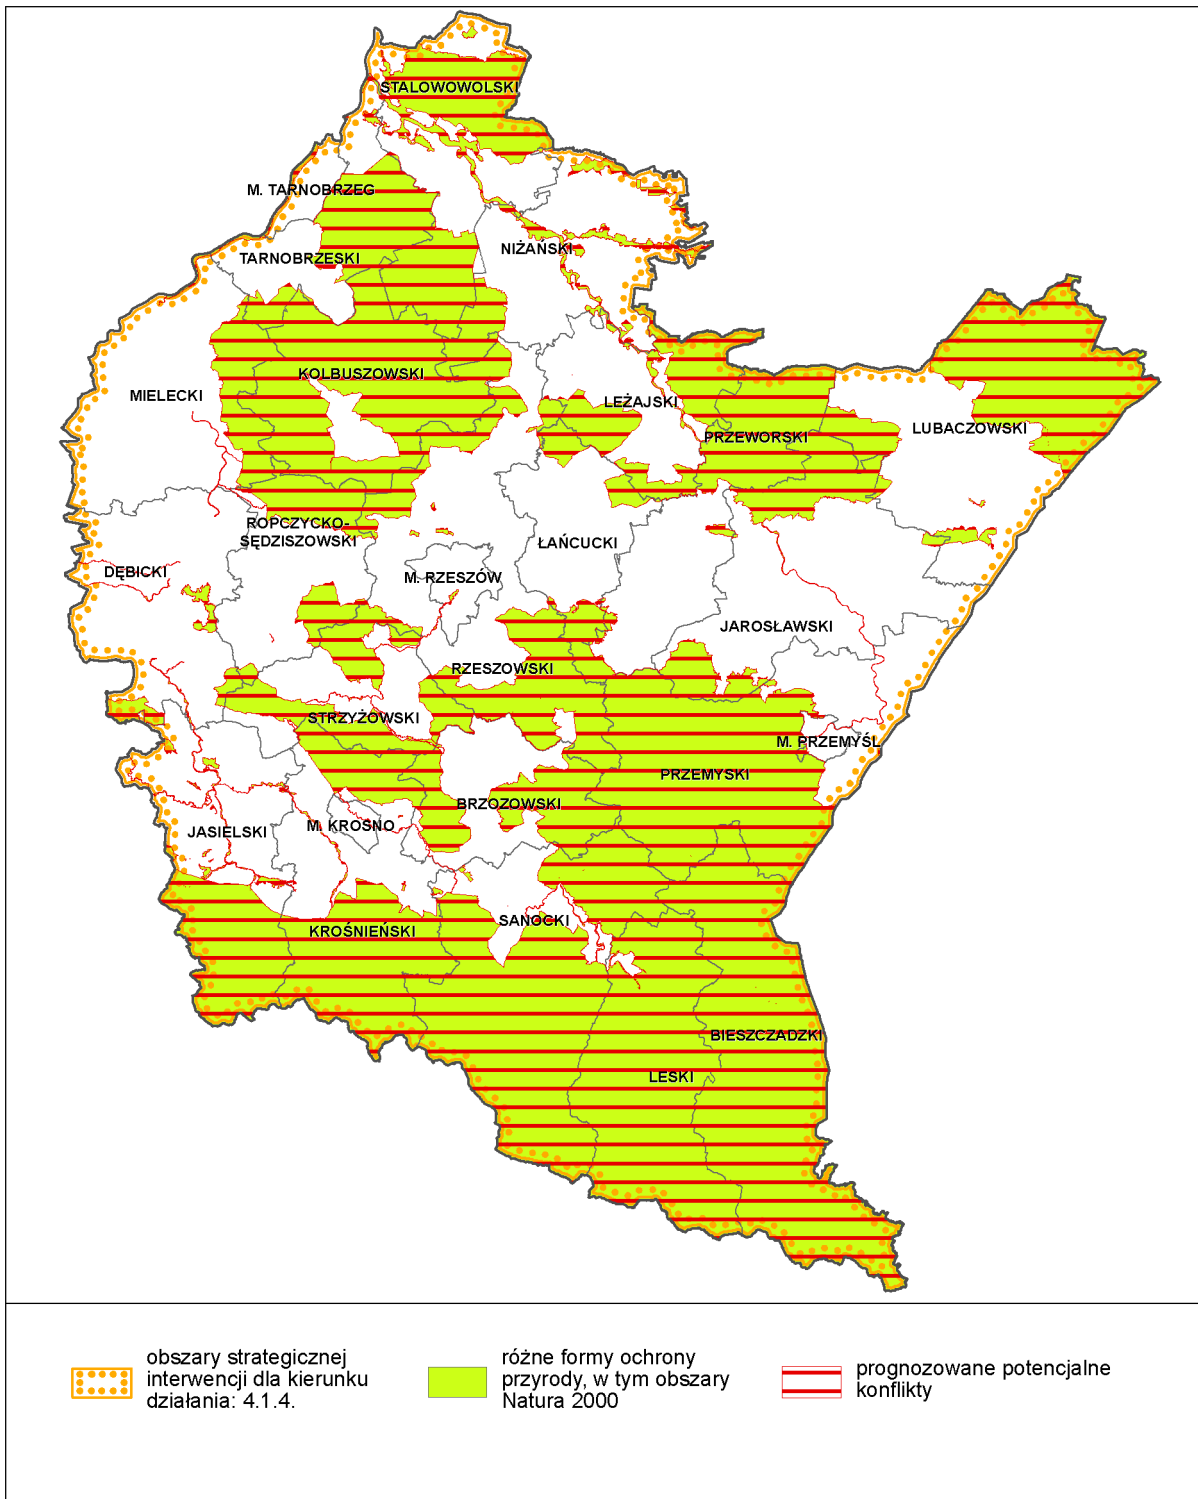 STALOWOWOLSKI
M. TARNOBRZEG
NIŻAŃSKI
TARNOBRZESKI
KOLBUSZOWSKI
MIELECKI
LEŻAJSKI
LUBACZOWSKI
PRZEWORSKI
ROPCZYCKO-
SĘDZISZOWSKI
ŁAŃCUCKI
DĘBICKI
M. RZESZÓW
JAROSŁAWSKI
RZESZOWSKI
STRZYŻOWSKI
M. PRZEMYŚL
PRZEMYSKI
BRZOZOWSKI
M. KROSNO
JASIELSKI
SANOCKI
KROŚNIEŃSKI
BIESZCZADZKI
LESKI
obszary strategicznej
interwencji dla kierunku
działania: 4.1.4.
różne formy ochrony
przyrody, w tym obszary
Natura 2000
prognozowane potencjalne
konflikty